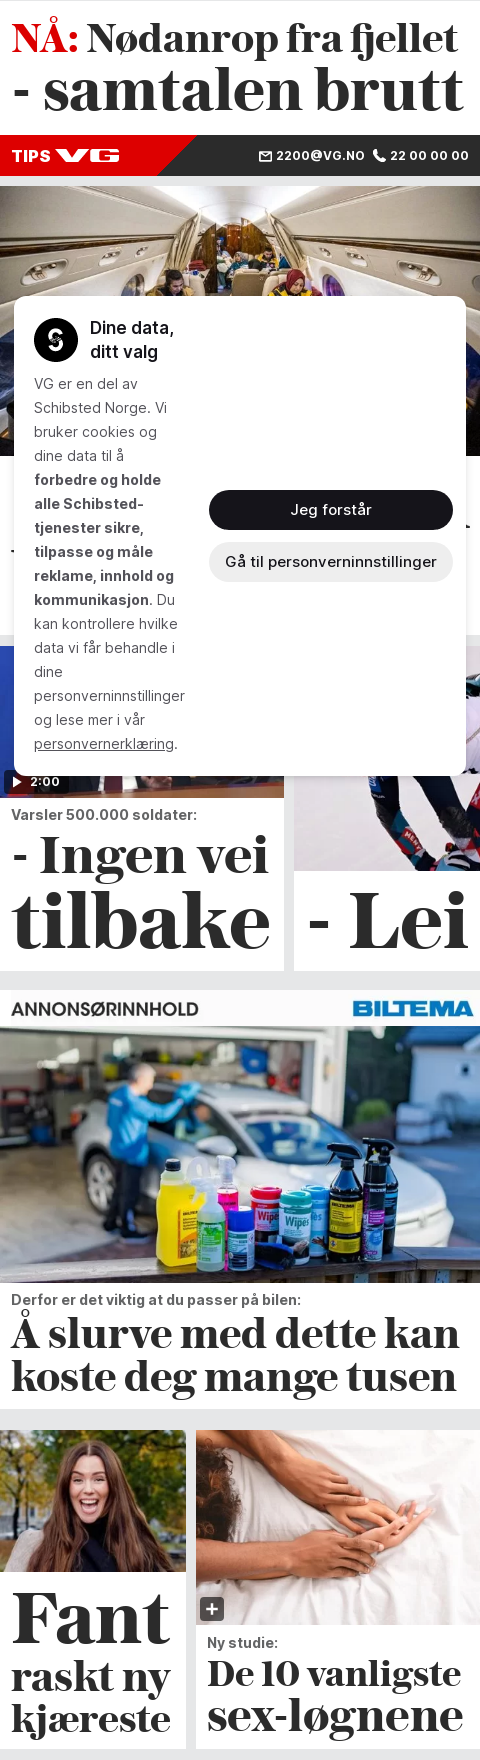 NÅ: Nødanrop fra fjellet
- samtalen brutt
TIPS VG
2200@VG.NO 22 00 00 00
Dine data,
ditt valg
VG er en del av
Schibsted Norge. Vi
bruker cookies og
dine data til å
forbedre og holde
alle Schibsted-
tjenester sikre,
tilpasse og måle
reklame, innhold og
kommunikasjon. Du
kan kontrollere hvilke
data vi får behandle i
dine
personverninnstillinger
og lese mer i vår
personvernerklæring.
Jeg forstår
Gå til personverninnstillinger
2:00
Varsler 500.000 soldater:
- Ingen vei
tilbake
- Lei
ANNONSØRINNHOLD
BILTEMA
BILTEMA
Wipes
Wipes
BILTEMA
Derfor er det viktig at du passer på bilen:
Å slurve med dette kan
koste deg mange tusen
Fant
raskt ny
kjæreste
Ny studie:
De 10 vanligste
sex-løgnene